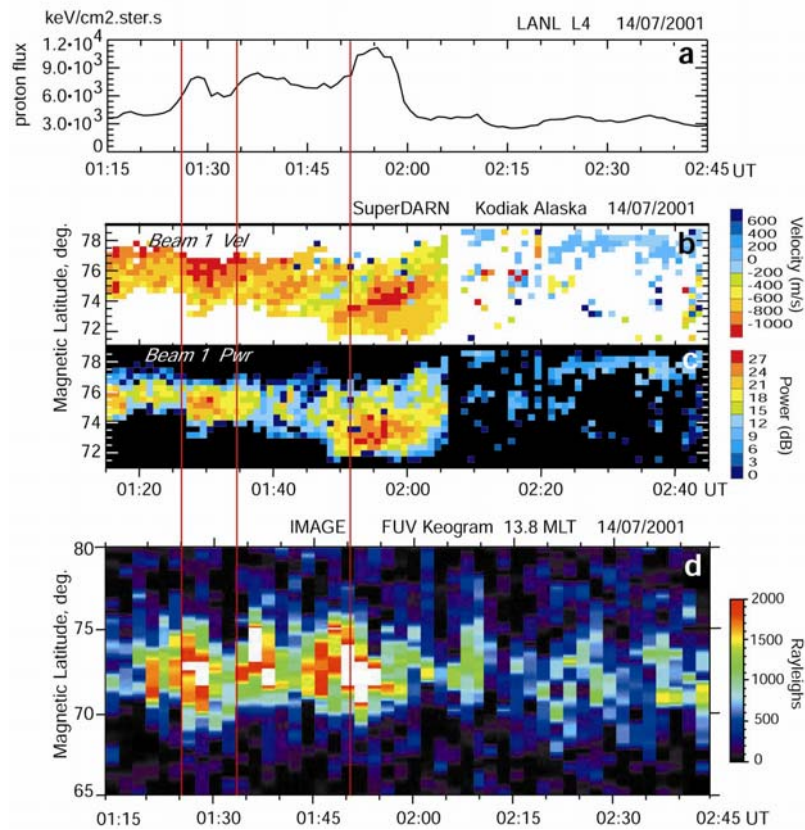 keV/cm2.ster.s
LANL L4 14/07/2001
proton flux
1.2•10⁴
9.0•10³
6.0•10³
3.0•10³
0
a
01:15 01:30 01:45 02:00 02:15 02:30 02:45 UT
SuperDARN Kodiak Alaska 14/07/2001
Magnetic Latitude, deg.
78
76
74
72
Beam 1 Vel
b
600
400
200
0
-200
-400
-600
-800
-1000
Velocity (m/s)
78
76
74
72
Beam 1 Pwr
c
27
24
21
18
15
12
9
6
3
0
Power (dB)
01:20 01:40 02:00 02:20 02:40 UT
IMAGE FUV Keogram 13.8 MLT 14/07/2001
Magnetic Latitude, deg.
80
75
70
65
d
2000
1500
1000
500
0
Rayleighs
01:15 01:30 01:45 02:00 02:15 02:30 02:45 UT